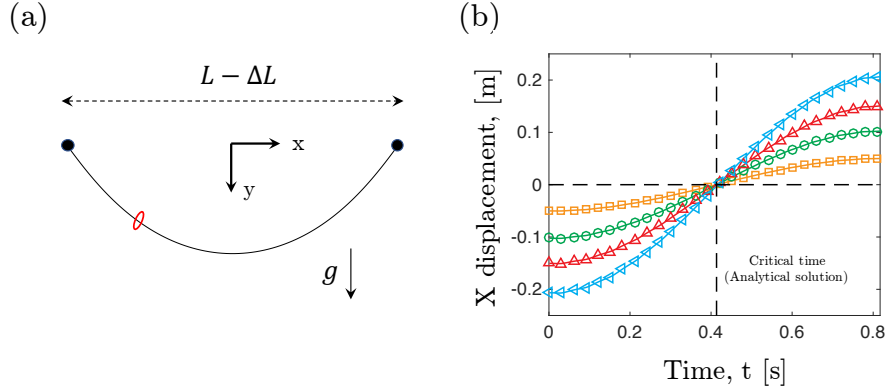 (a)
L − ΔL
x
y
g
(b)
X displacement, [m]
0.2
0.1
0
-0.1
-0.2
Critical time
(Analytical solution)
0
0.2
0.4
0.6
0.8
Time, t [s]